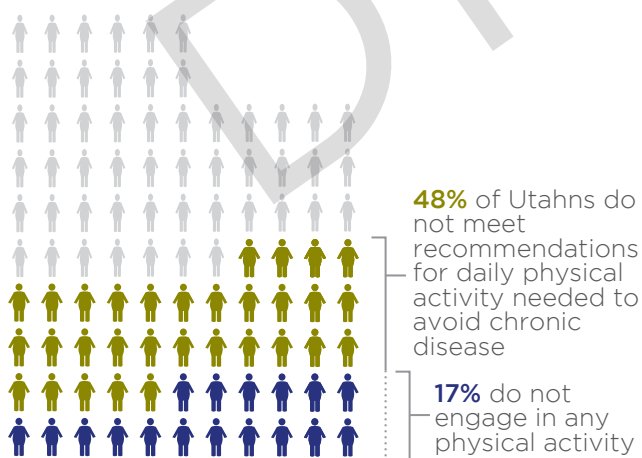 48% of Utahns do
not meet
recommendations
for daily physical
activity needed to
avoid chronic
disease
17% do not
engage in any
physical activity